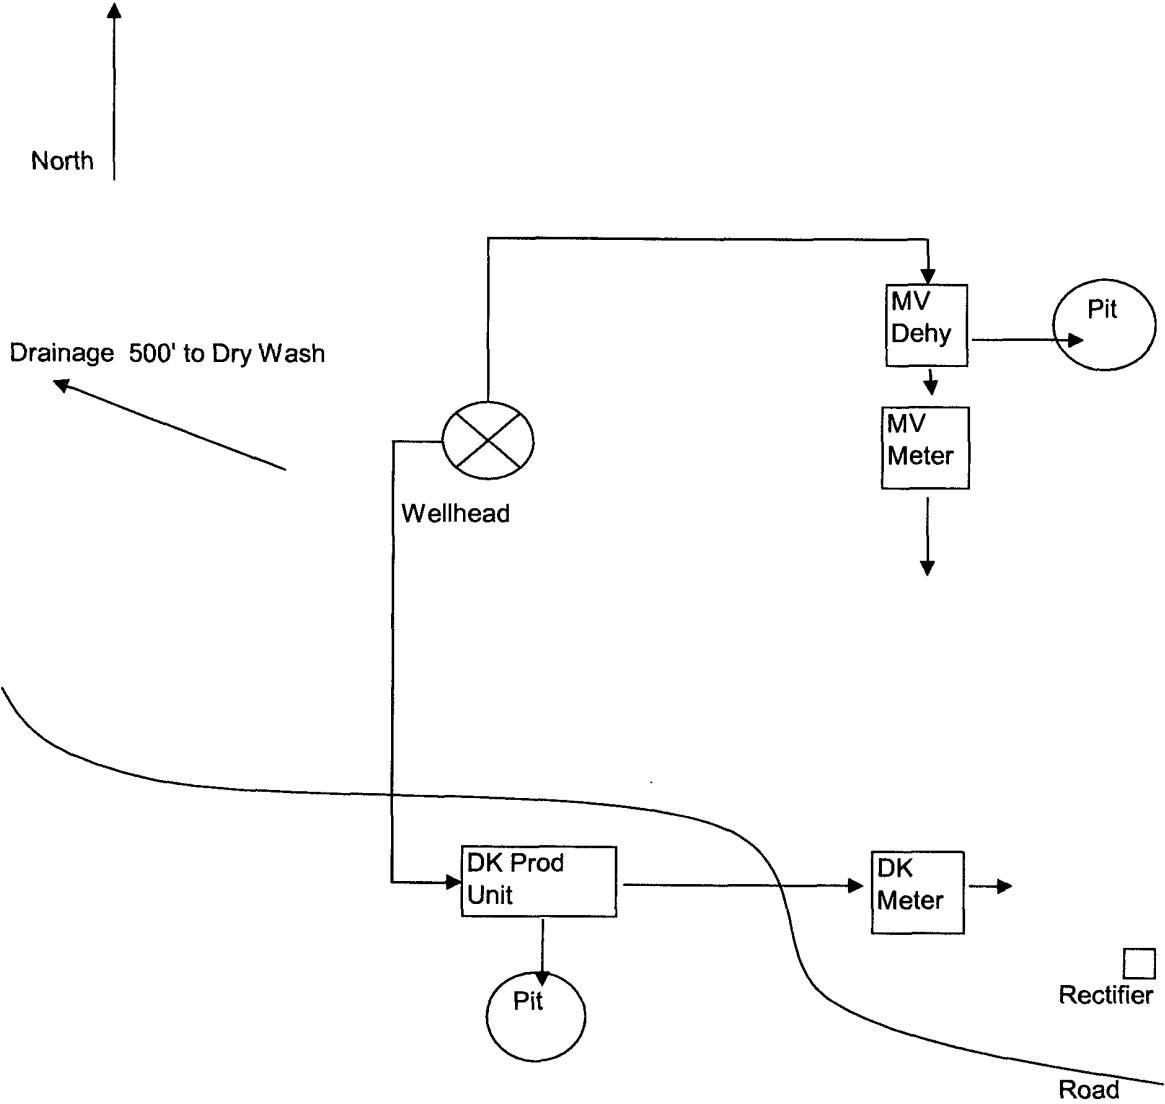 North
MV
Dehy
Pit
Drainage 500' to Dry Wash
MV
Meter
Wellhead
DK Prod
Unit
DK
Meter
Pit
Rectifier
Road